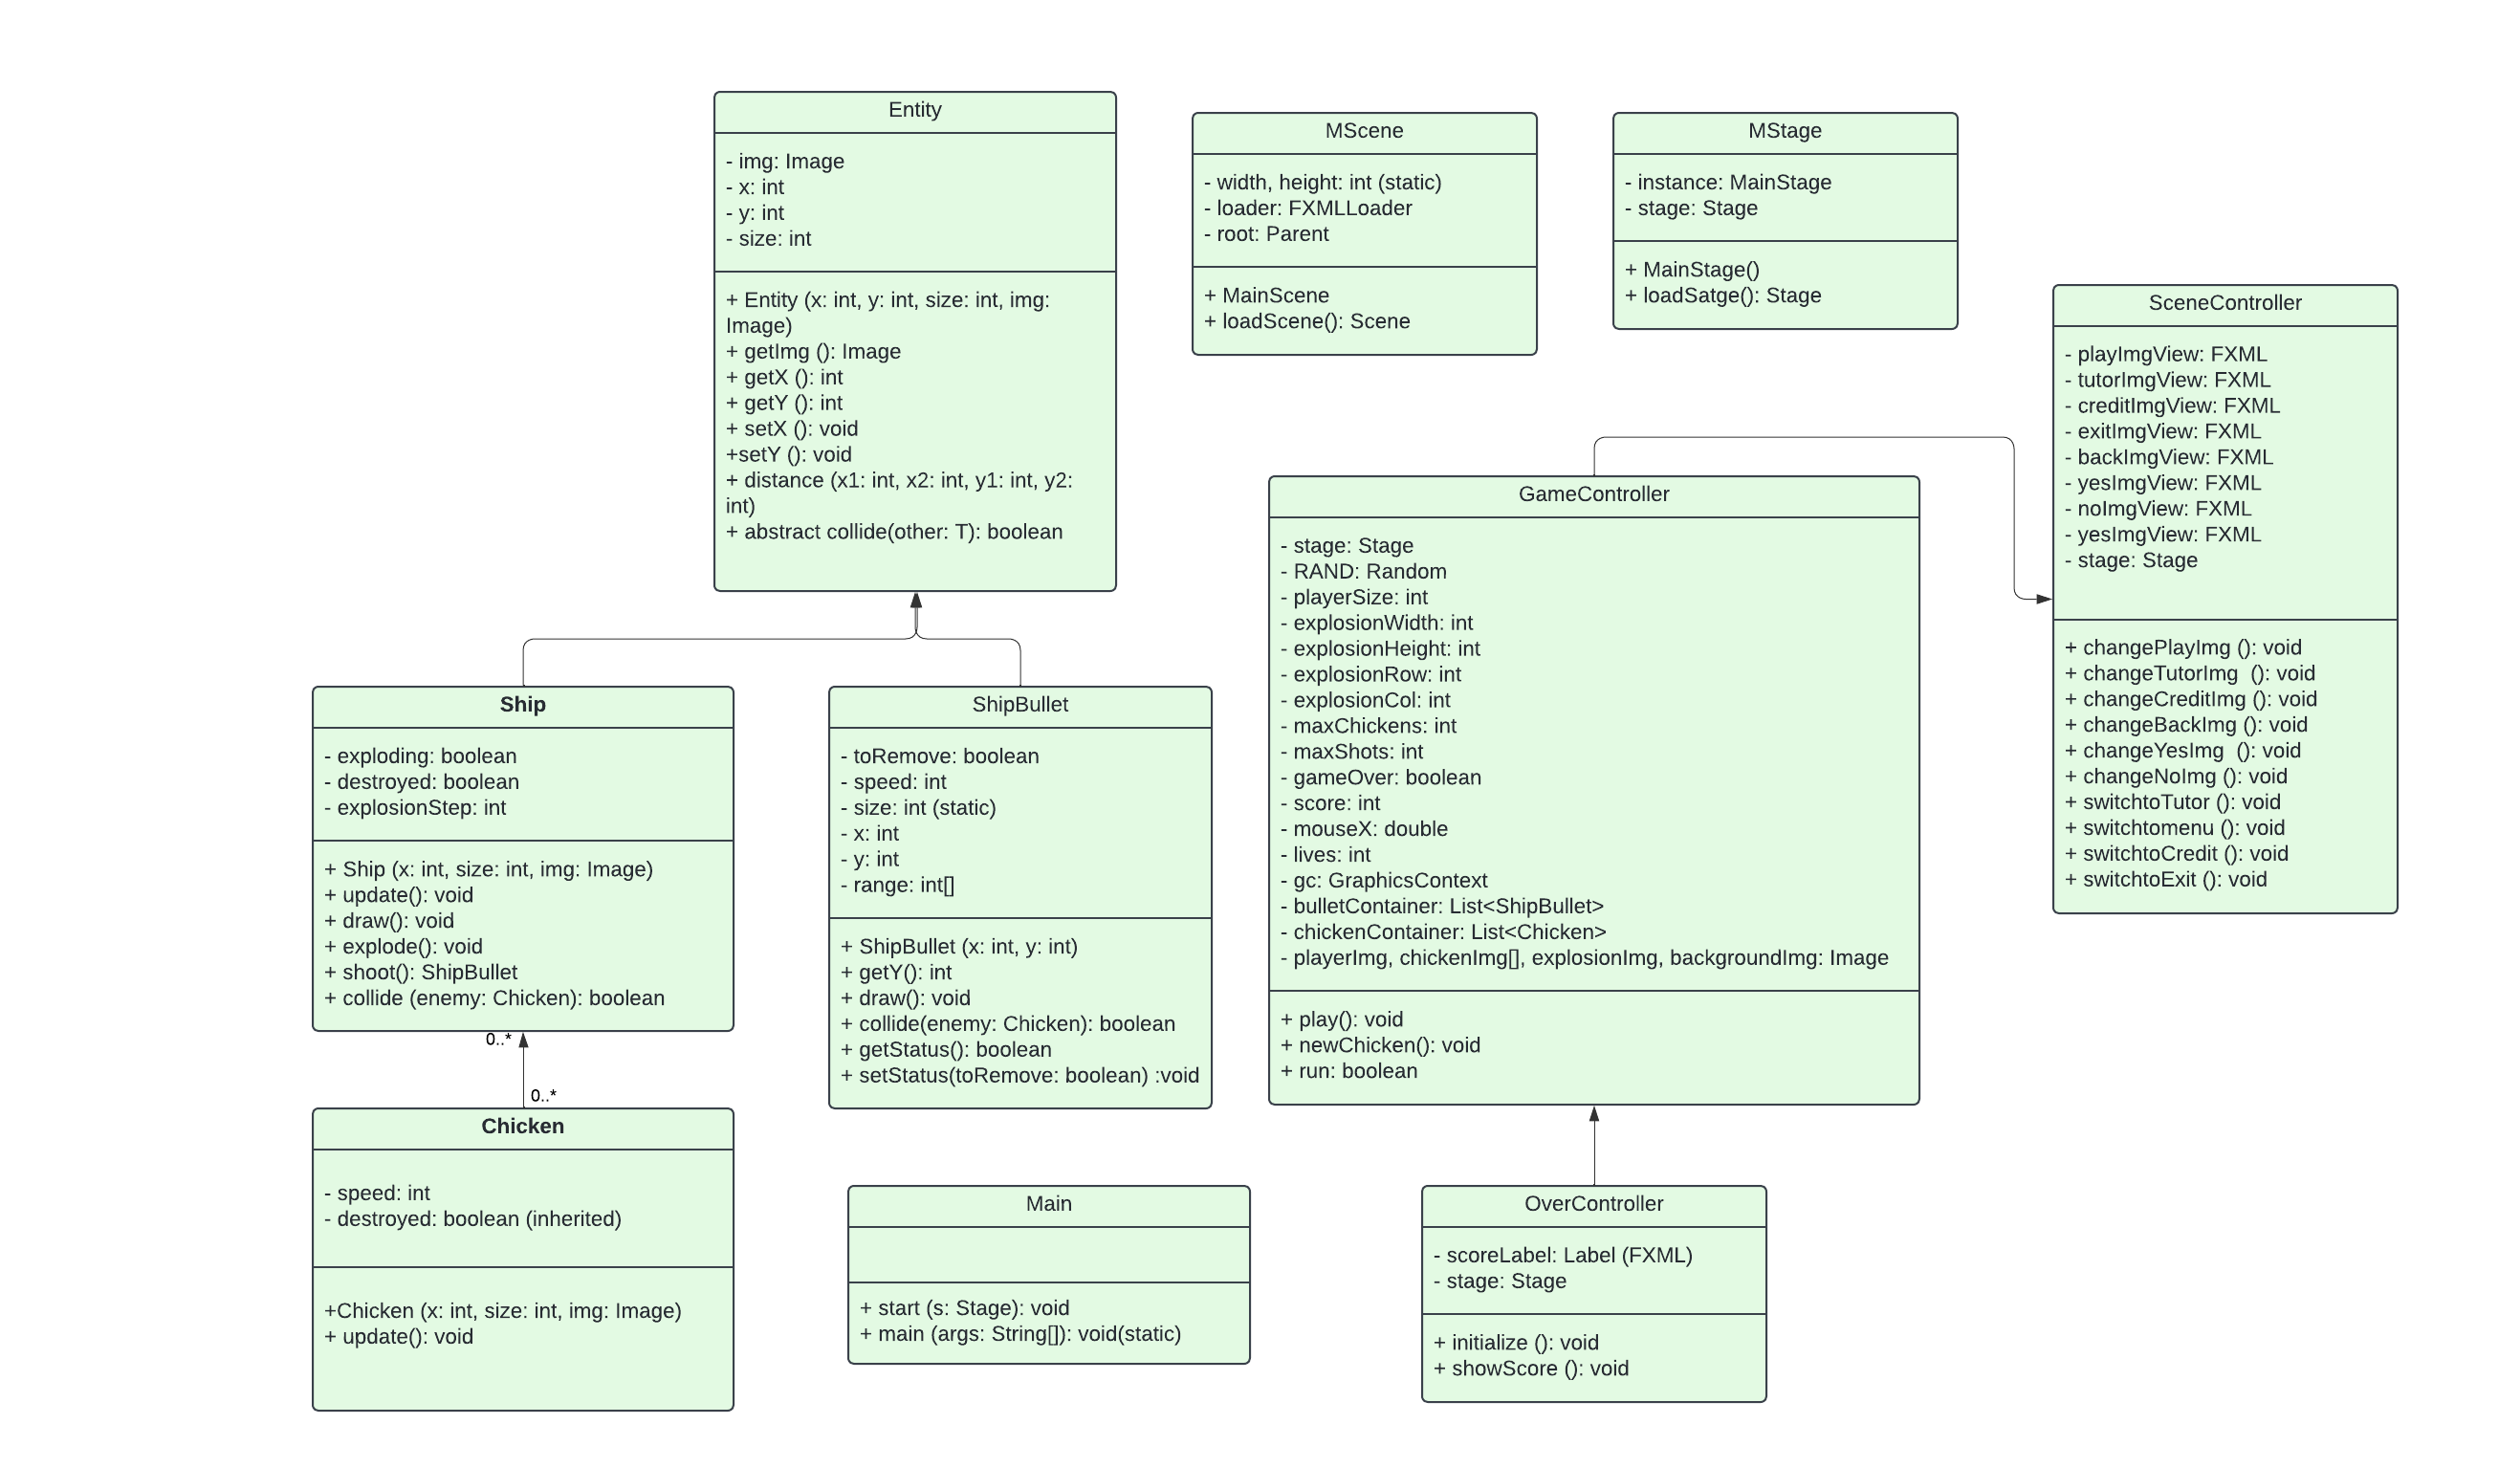 Entity
- img: Image
- x: int
- y: int
- size: int
+ Entity (x: int, y: int, size: int, img:
Image)
+ getImg (): Image
+ getX (): int
+ getY (): int
+ setX (): void
+setY (): void
+ distance (x1: int, x2: int, y1: int, y2:
int)
+ abstract collide(other: T): boolean
MScene
- width, height: int (static)
- loader: FXMLLoader
- root: Parent
+ MainScene
+ loadScene(): Scene
MStage
- instance: MainStage
- stage: Stage
+ MainStage()
+ loadSatge(): Stage
SceneController
- playImgView: FXML
- tutorImgView: FXML
- creditImgView: FXML
- exitImgView: FXML
- backImgView: FXML
- yesImgView: FXML
- noImgView: FXML
- yesImgView: FXML
- stage: Stage
+ changePlayImg (): void
+ changeTutorImg  (): void
+ changeCreditImg (): void
+ changeBackImg (): void
+ changeYesImg  (): void
+ changeNoImg (): void
+ switchtoTutor (): void
+ switchtomenu (): void
+ switchtoCredit (): void
+ switchtoExit (): void
GameController
- stage: Stage
- RAND: Random
- playerSize: int
- explosionWidth: int
- explosionHeight: int
- explosionRow: int
- explosionCol: int
- maxChickens: int
- maxShots: int
- gameOver: boolean
- score: int
- mouseX: double
- lives: int
- gc: GraphicsContext
- bulletContainer: List<ShipBullet>
- chickenContainer: List<Chicken>
- playerImg, chickenImg[], explosionImg, backgroundImg: Image
+ play(): void
+ newChicken(): void
+ run: boolean
Ship
- exploding: boolean
- destroyed: boolean
- explosionStep: int
+ Ship (x: int, size: int, img: Image)
+ update(): void
+ draw(): void
+ explode(): void
+ shoot(): ShipBullet
+ collide (enemy: Chicken): boolean
0..*
0..*
ShipBullet
- toRemove: boolean
- speed: int
- size: int (static)
- x: int
- y: int
- range: int[]
+ ShipBullet (x: int, y: int)
+ getY(): int
+ draw(): void
+ collide(enemy: Chicken): boolean
+ getStatus(): boolean
+ setStatus(toRemove: boolean) :void
Chicken
- speed: int
- destroyed: boolean (inherited)
+Chicken (x: int, size: int, img: Image)
+ update(): void
Main
+ start (s: Stage): void
+ main (args: String[]): void(static)
OverController
- scoreLabel: Label (FXML)
- stage: Stage
+ initialize (): void
+ showScore (): void